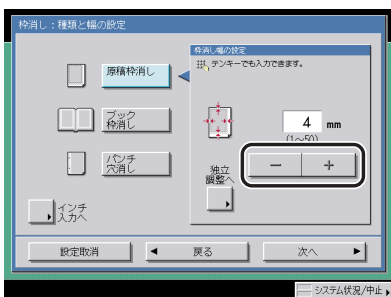 枠消し：種類と幅の設定
原稿枠消し
ブック
枠消し
パンチ
穴消し
インチ
入力へ
枠消し幅の設定
テンキーでも入力できます。
4 mm
(1～50)
独立
調整へ
－ ＋
設定取消
◀ 戻る
次へ ▶
システム状況/中止